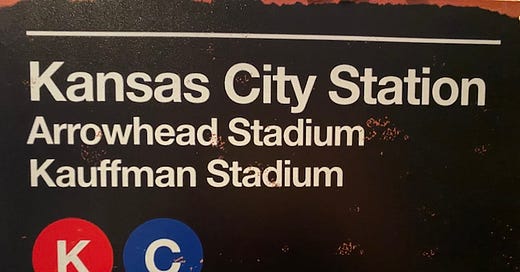 Kansas City Station
Arrowhead Stadium
Kauffman Stadium
K C